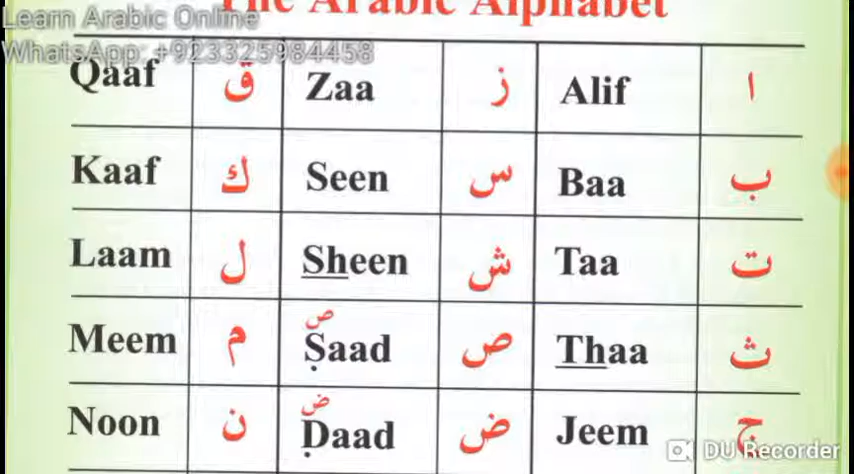 The Arabic Alphabet
Learn Arabic Online
WhatsApp: +923325984458
Qaaf ق Zaa ز Alif ا
Kaaf ك Seen س Baa ب
Laam ل Sheen ش Taa ت
ص
Meem م Ṣaad ص Thaa ث
ض
Noon ن Ḍaad ض Jeem ج
DU Recorder